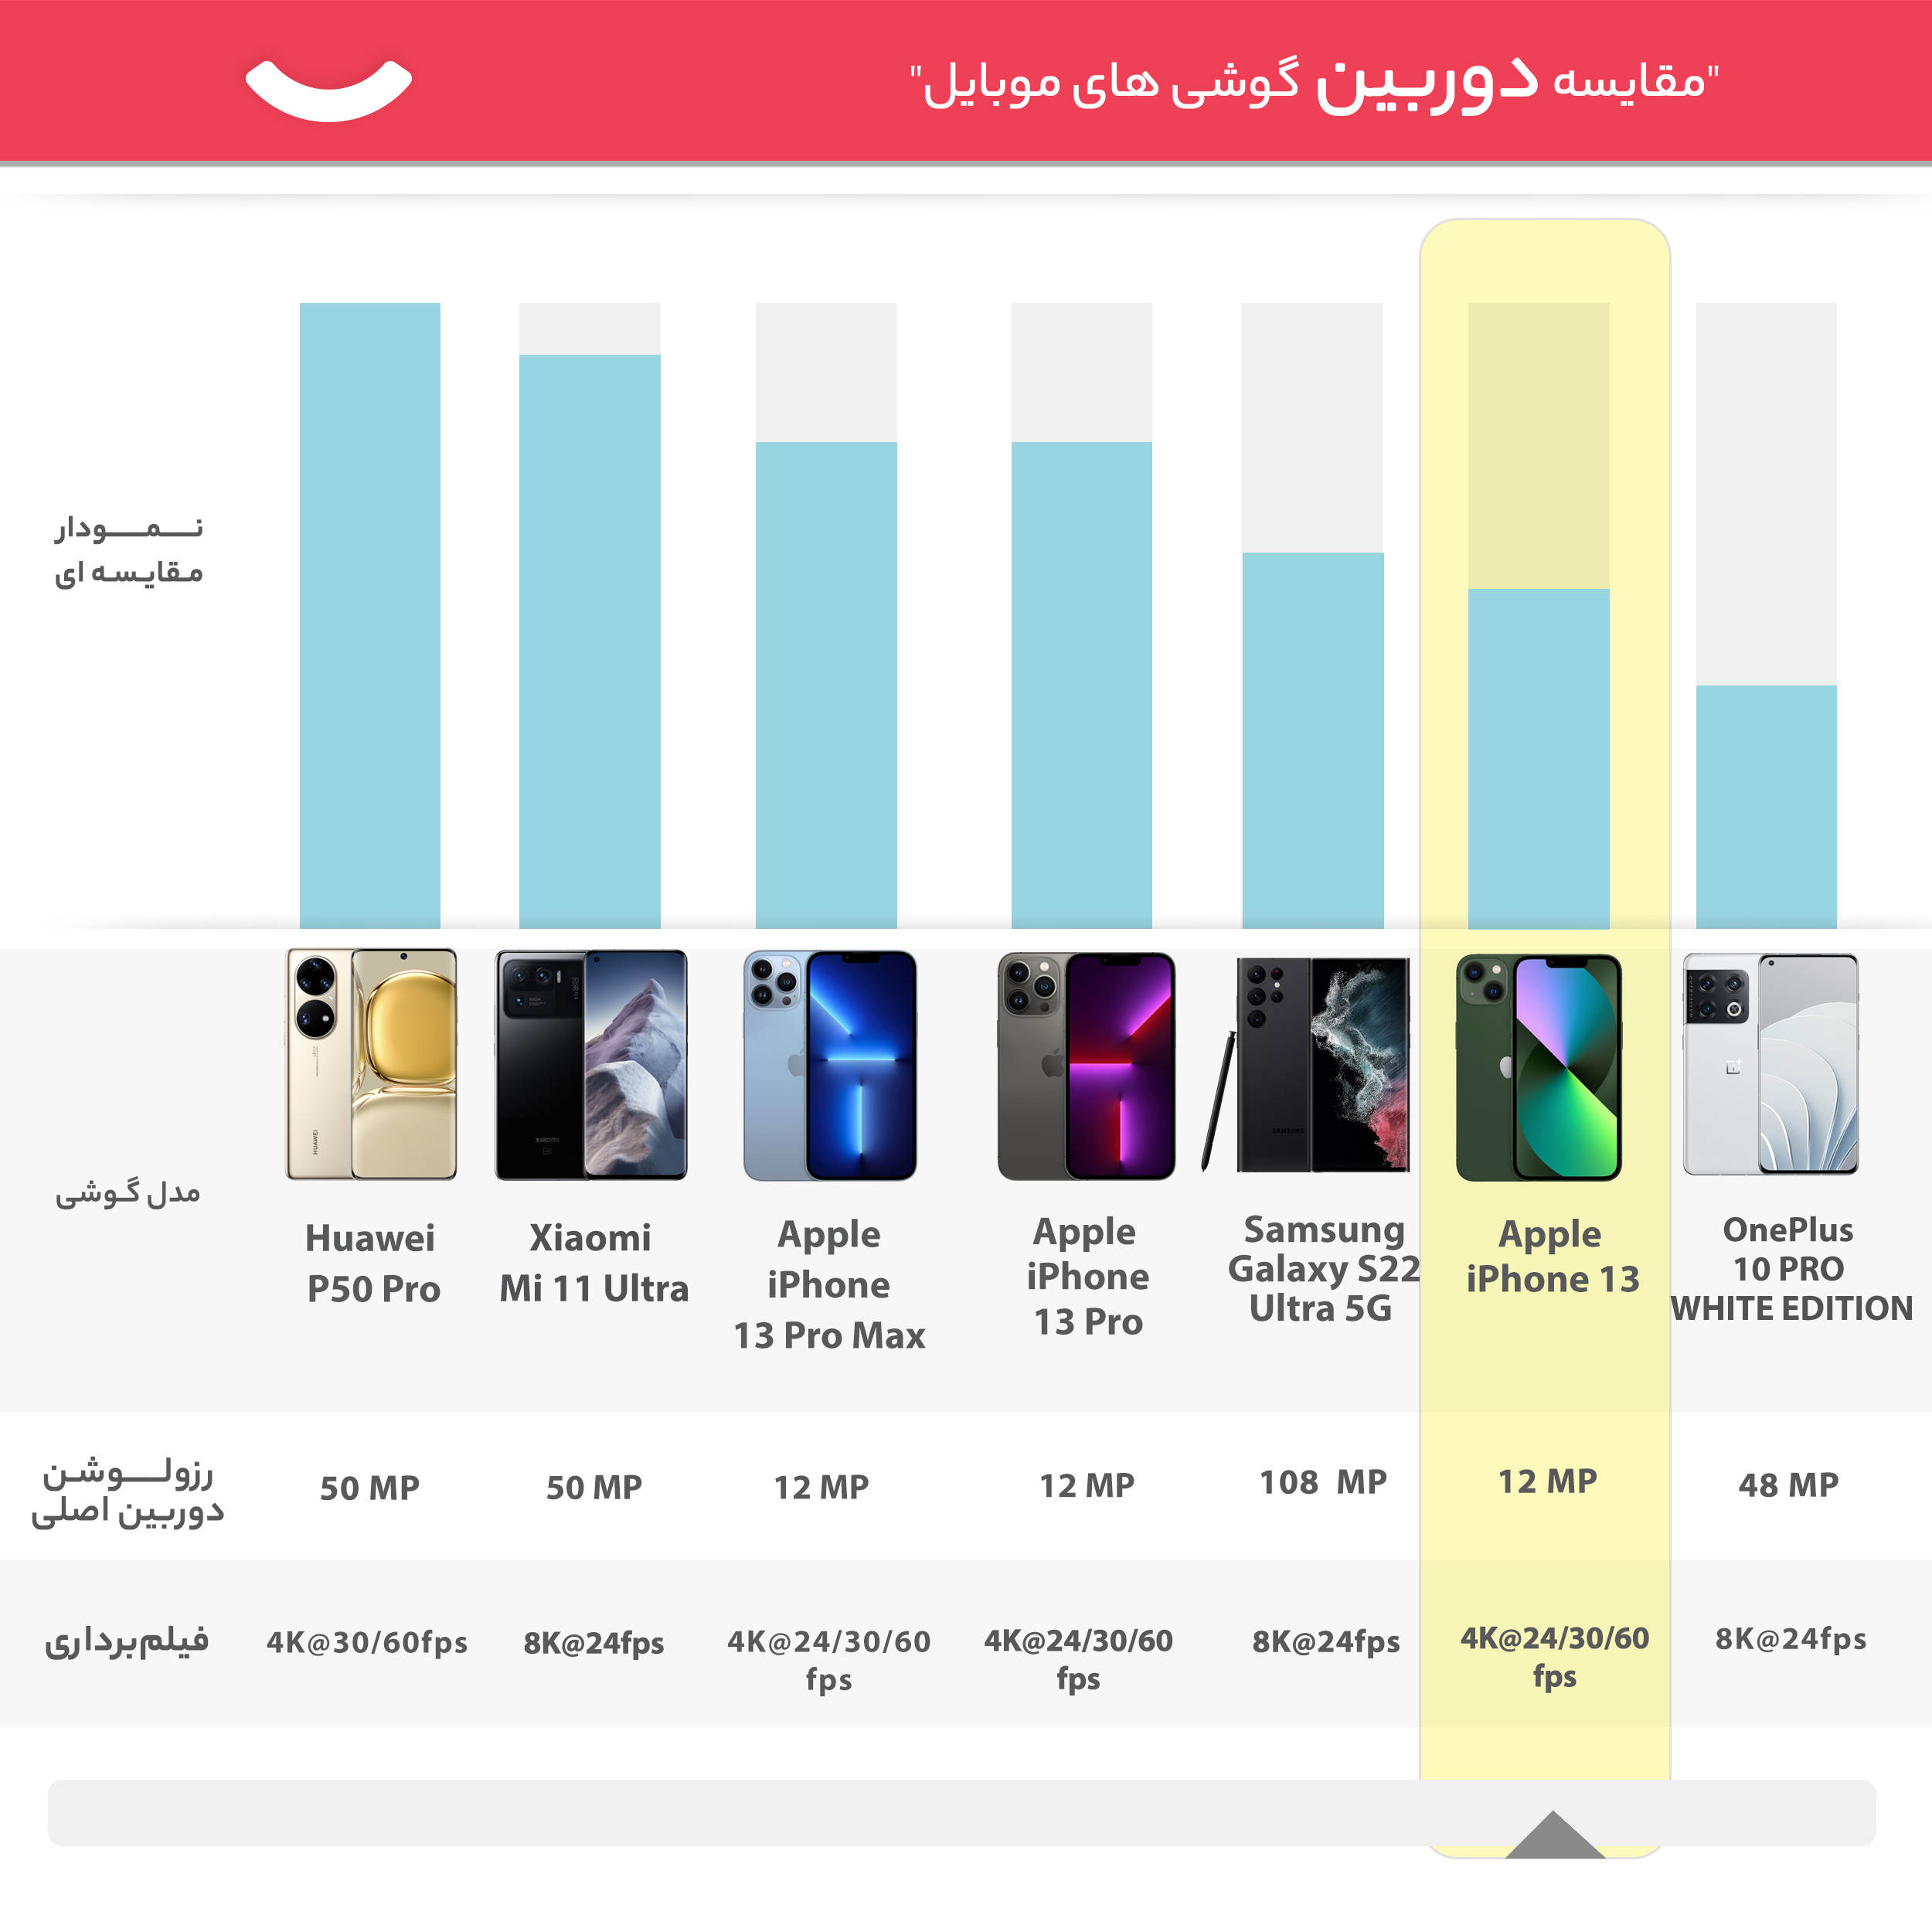 "مقایسه دوربین گوشی های موبایل"
نمودار
مقایسه ای
مدل گوشی
Huawei
P50 Pro
Xiaomi
Mi 11 Ultra
Apple
iPhone
13 Pro Max
Apple
iPhone
13 Pro
Samsung
Galaxy S22
Ultra 5G
Apple
iPhone 13
OnePlus
10 PRO
WHITE EDITION
رزولوشن
دوربین اصلی
50 MP
50 MP
12 MP
12 MP
108 MP
12 MP
48 MP
فیلم‌برداری
4K@30/60fps
8K@24fps
4K@24/30/60
fps
4K@24/30/60
fps
8K@24fps
4K@24/30/60
fps
8K@24fps